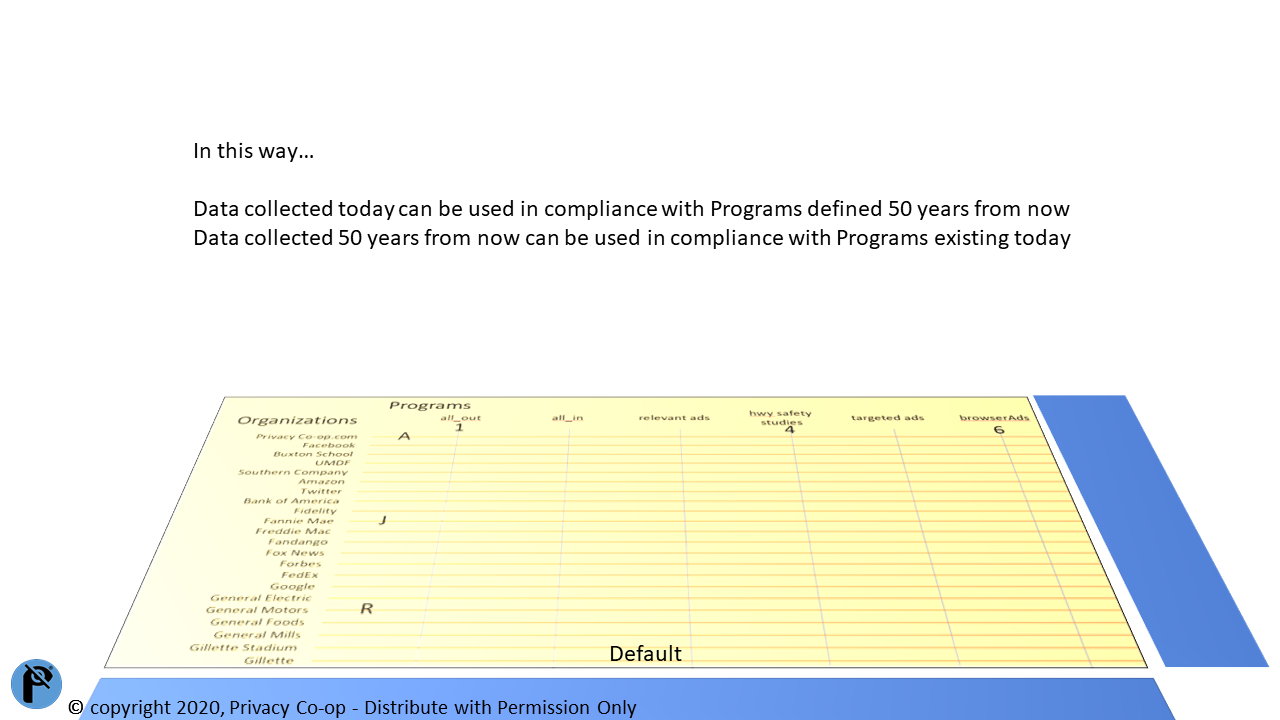 In this way…
Data collected today can be used in compliance with Programs defined 50 years from now
Data collected 50 years from now can be used in compliance with Programs existing today
Programs
Organizations
all_out
all_in
relevant ads
hwy safety
studies
targeted ads
browserAds
1
4
6
Privacy Co-op.com
A
Facebook
Buxton School
UMDF
Southern Company
Amazon
Twitter
Bank of America
Fidelity
Fannie Mae
J
Freddie Mac
Fandango
Fox News
Forbes
FedEx
Google
General Electric
General Motors
R
General Foods
General Mills
Gillette Stadium
Gillette
Default
© copyright 2020, Privacy Co-op - Distribute with Permission Only